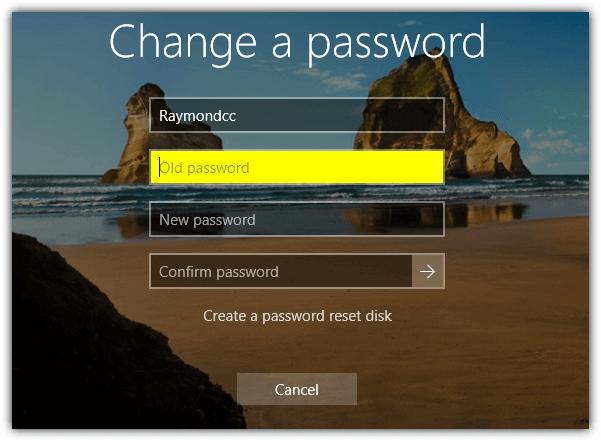 Change a password
Raymondcc
Old password
New password
Confirm password
Create a password reset disk
Cancel